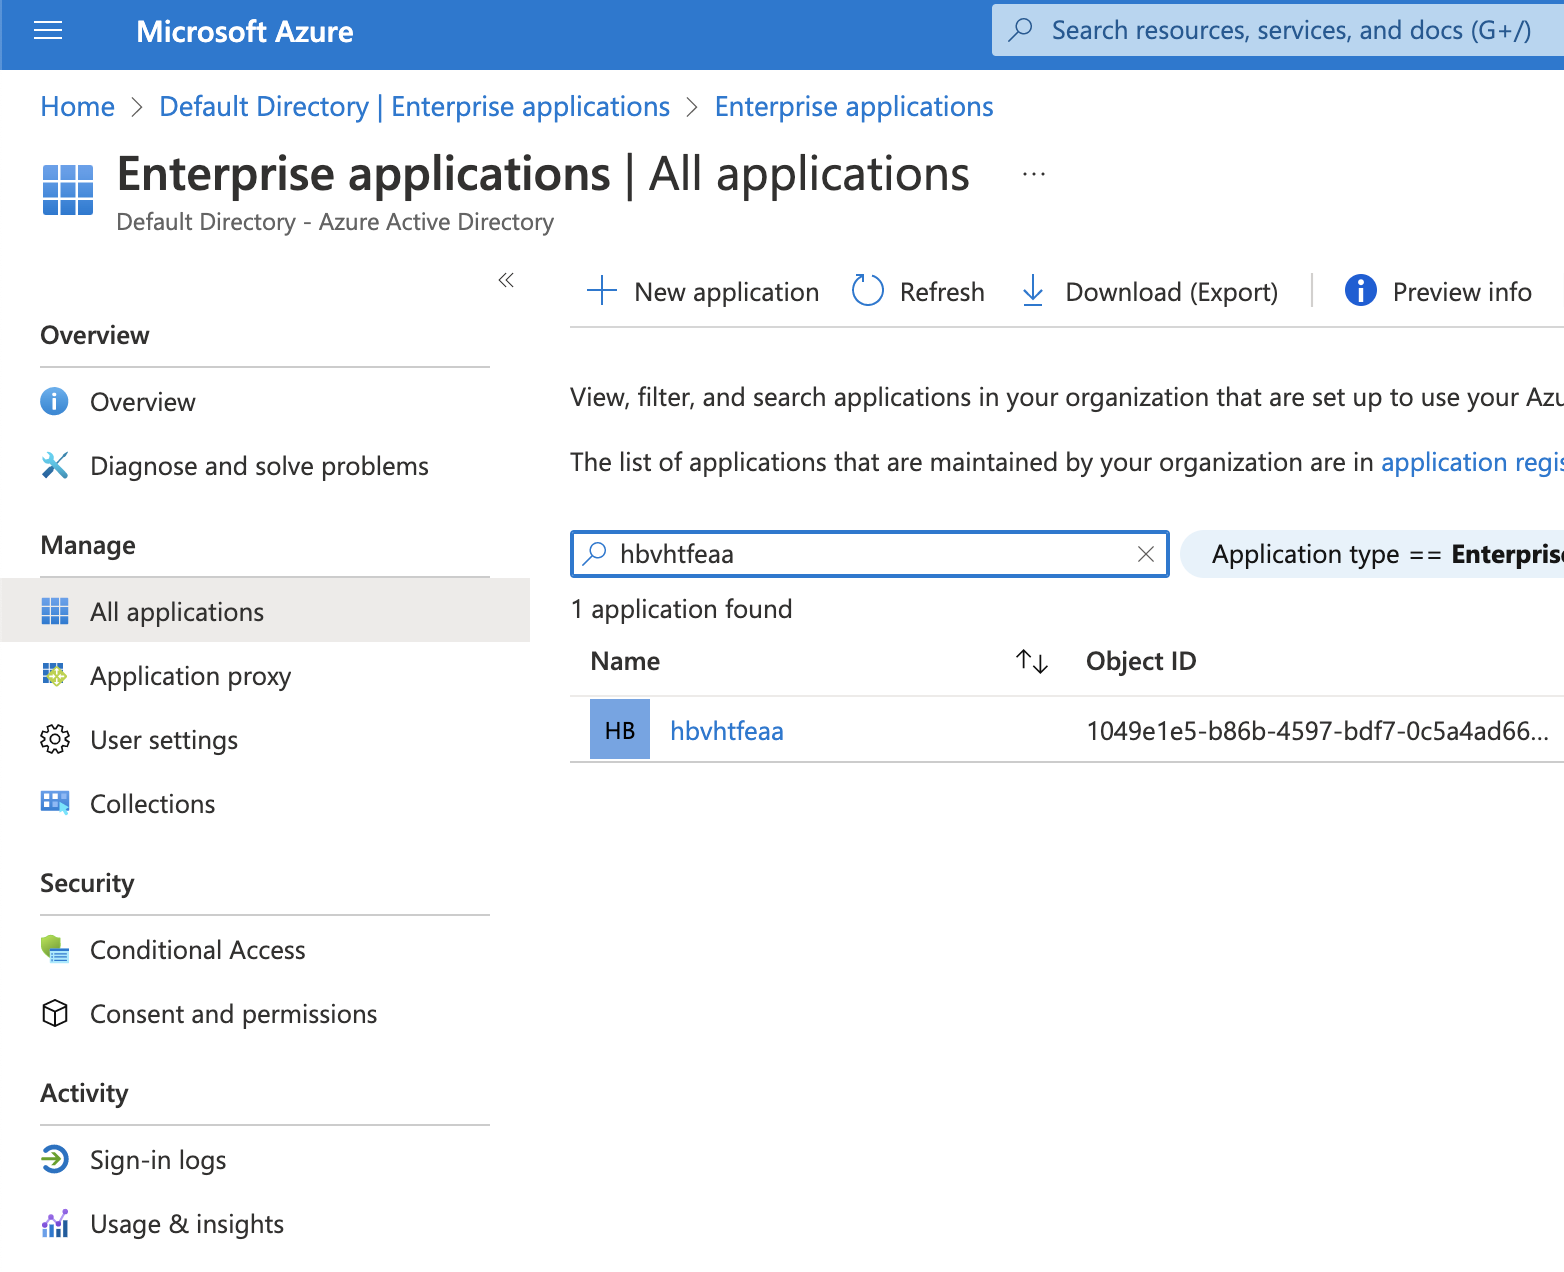 Microsoft Azure
Search resources, services, and docs (G+/)
Home > Default Directory | Enterprise applications > Enterprise applications
Enterprise applications | All applications ...
Default Directory - Azure Active Directory
«
New application Refresh Download (Export) Preview info
Overview
Overview
Diagnose and solve problems
Manage
All applications
Application proxy
User settings
Collections
Security
Conditional Access
Consent and permissions
Activity
Sign-in logs
Usage & insights
View, filter, and search applications in your organization that are set up to use your
The list of applications that are maintained by your organization are in application
hbvhtfeaa
Application type ==
1 application found
Name Object ID
HB hbvhtfeaa 1049e1e5-b86b-4597-bdf7-0c5a4ad66...